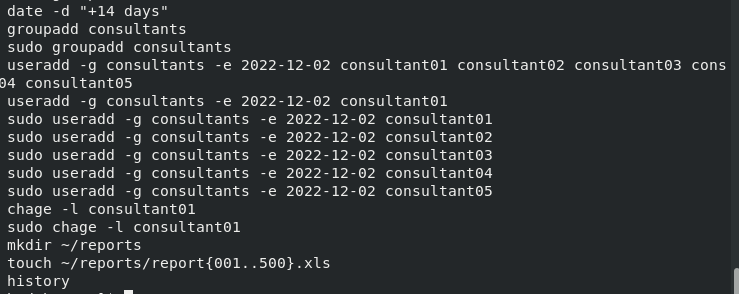 date -d "+14 days"
groupadd consultants
sudo groupadd consultants
useradd -g consultants -e 2022-12-02 consultant01 consultant02 consultant03 cons
04 consultant05
useradd -g consultants -e 2022-12-02 consultant01
sudo useradd -g consultants -e 2022-12-02 consultant01
sudo useradd -g consultants -e 2022-12-02 consultant02
sudo useradd -g consultants -e 2022-12-02 consultant03
sudo useradd -g consultants -e 2022-12-02 consultant04
sudo useradd -g consultants -e 2022-12-02 consultant05
chage -l consultant01
sudo chage -l consultant01
mkdir ~/reports
touch ~/reports/report{001..500}.xls
history